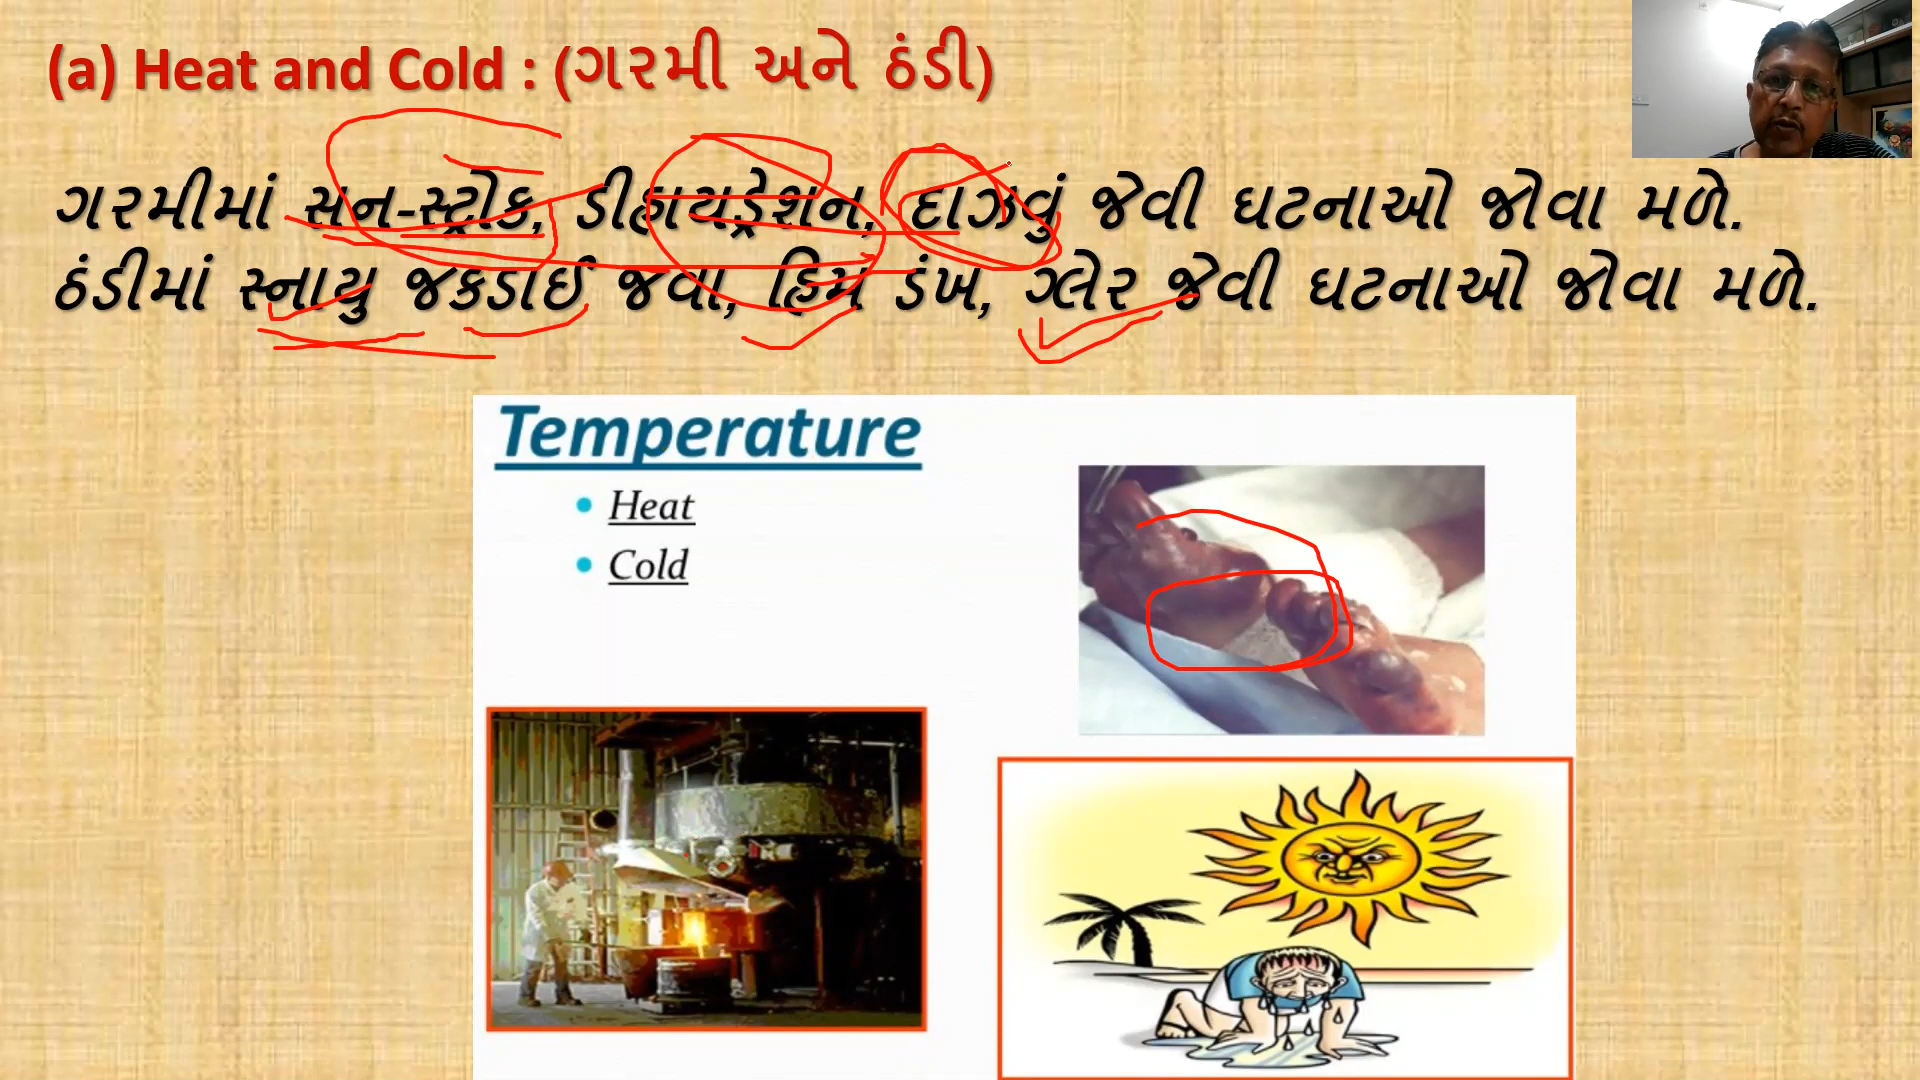 (a) Heat and Cold : (ગરમી અને ઠંડી)
ગરમીમાં સન-સ્ટ્રોક, ડીહાયડ્રેશન, દાઝવું જેવી ઘટનાઓ જોવા મળે.
ઠંડીમાં સ્નાયુ જકડાઈ જવા, હિમ ડંખ, ગ્લેર જેવી ઘટનાઓ જોવા મળે.
Temperature
• Heat
• Cold